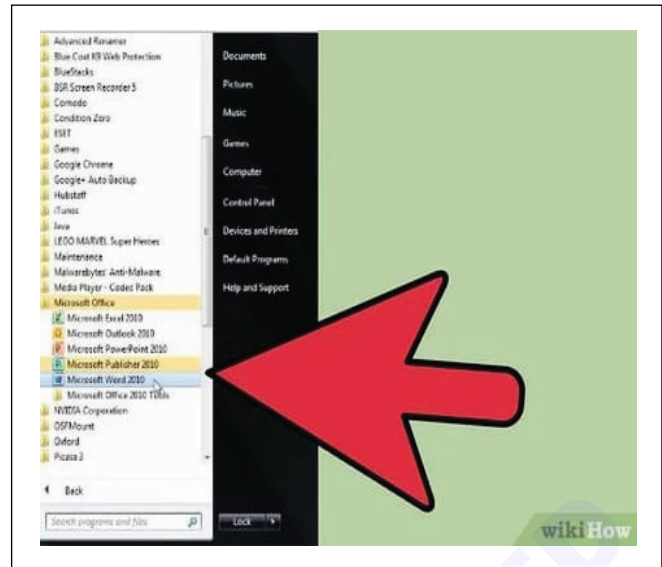 Advanced Renamer
Blue Coat K9 Web Protection
BlueStacks
BSR Screen Recorder 5
Comodo
Condition Zero
ESET
Games
Google Chrome
Google+ Auto Backup
Hubstaff
iTunes
Java
LEGO MARVEL Super Heroes
Maintenance
Malwarebytes' Anti-Malware
Media Player - Codec Pack
Microsoft Office
Microsoft Excel 2010
Microsoft Outlook 2010
Microsoft PowerPoint 2010
Microsoft Publisher 2010
Microsoft Word 2010
Microsoft Office 2010 Tools
NVIDIA Corporation
OSFMount
Oxford
Picasa 3
Back
Search programs and files
Documents
Pictures
Music
Games
Computer
Control Panel
Devices and Printers
Default Programs
Help and Support
Lock
wikiHow